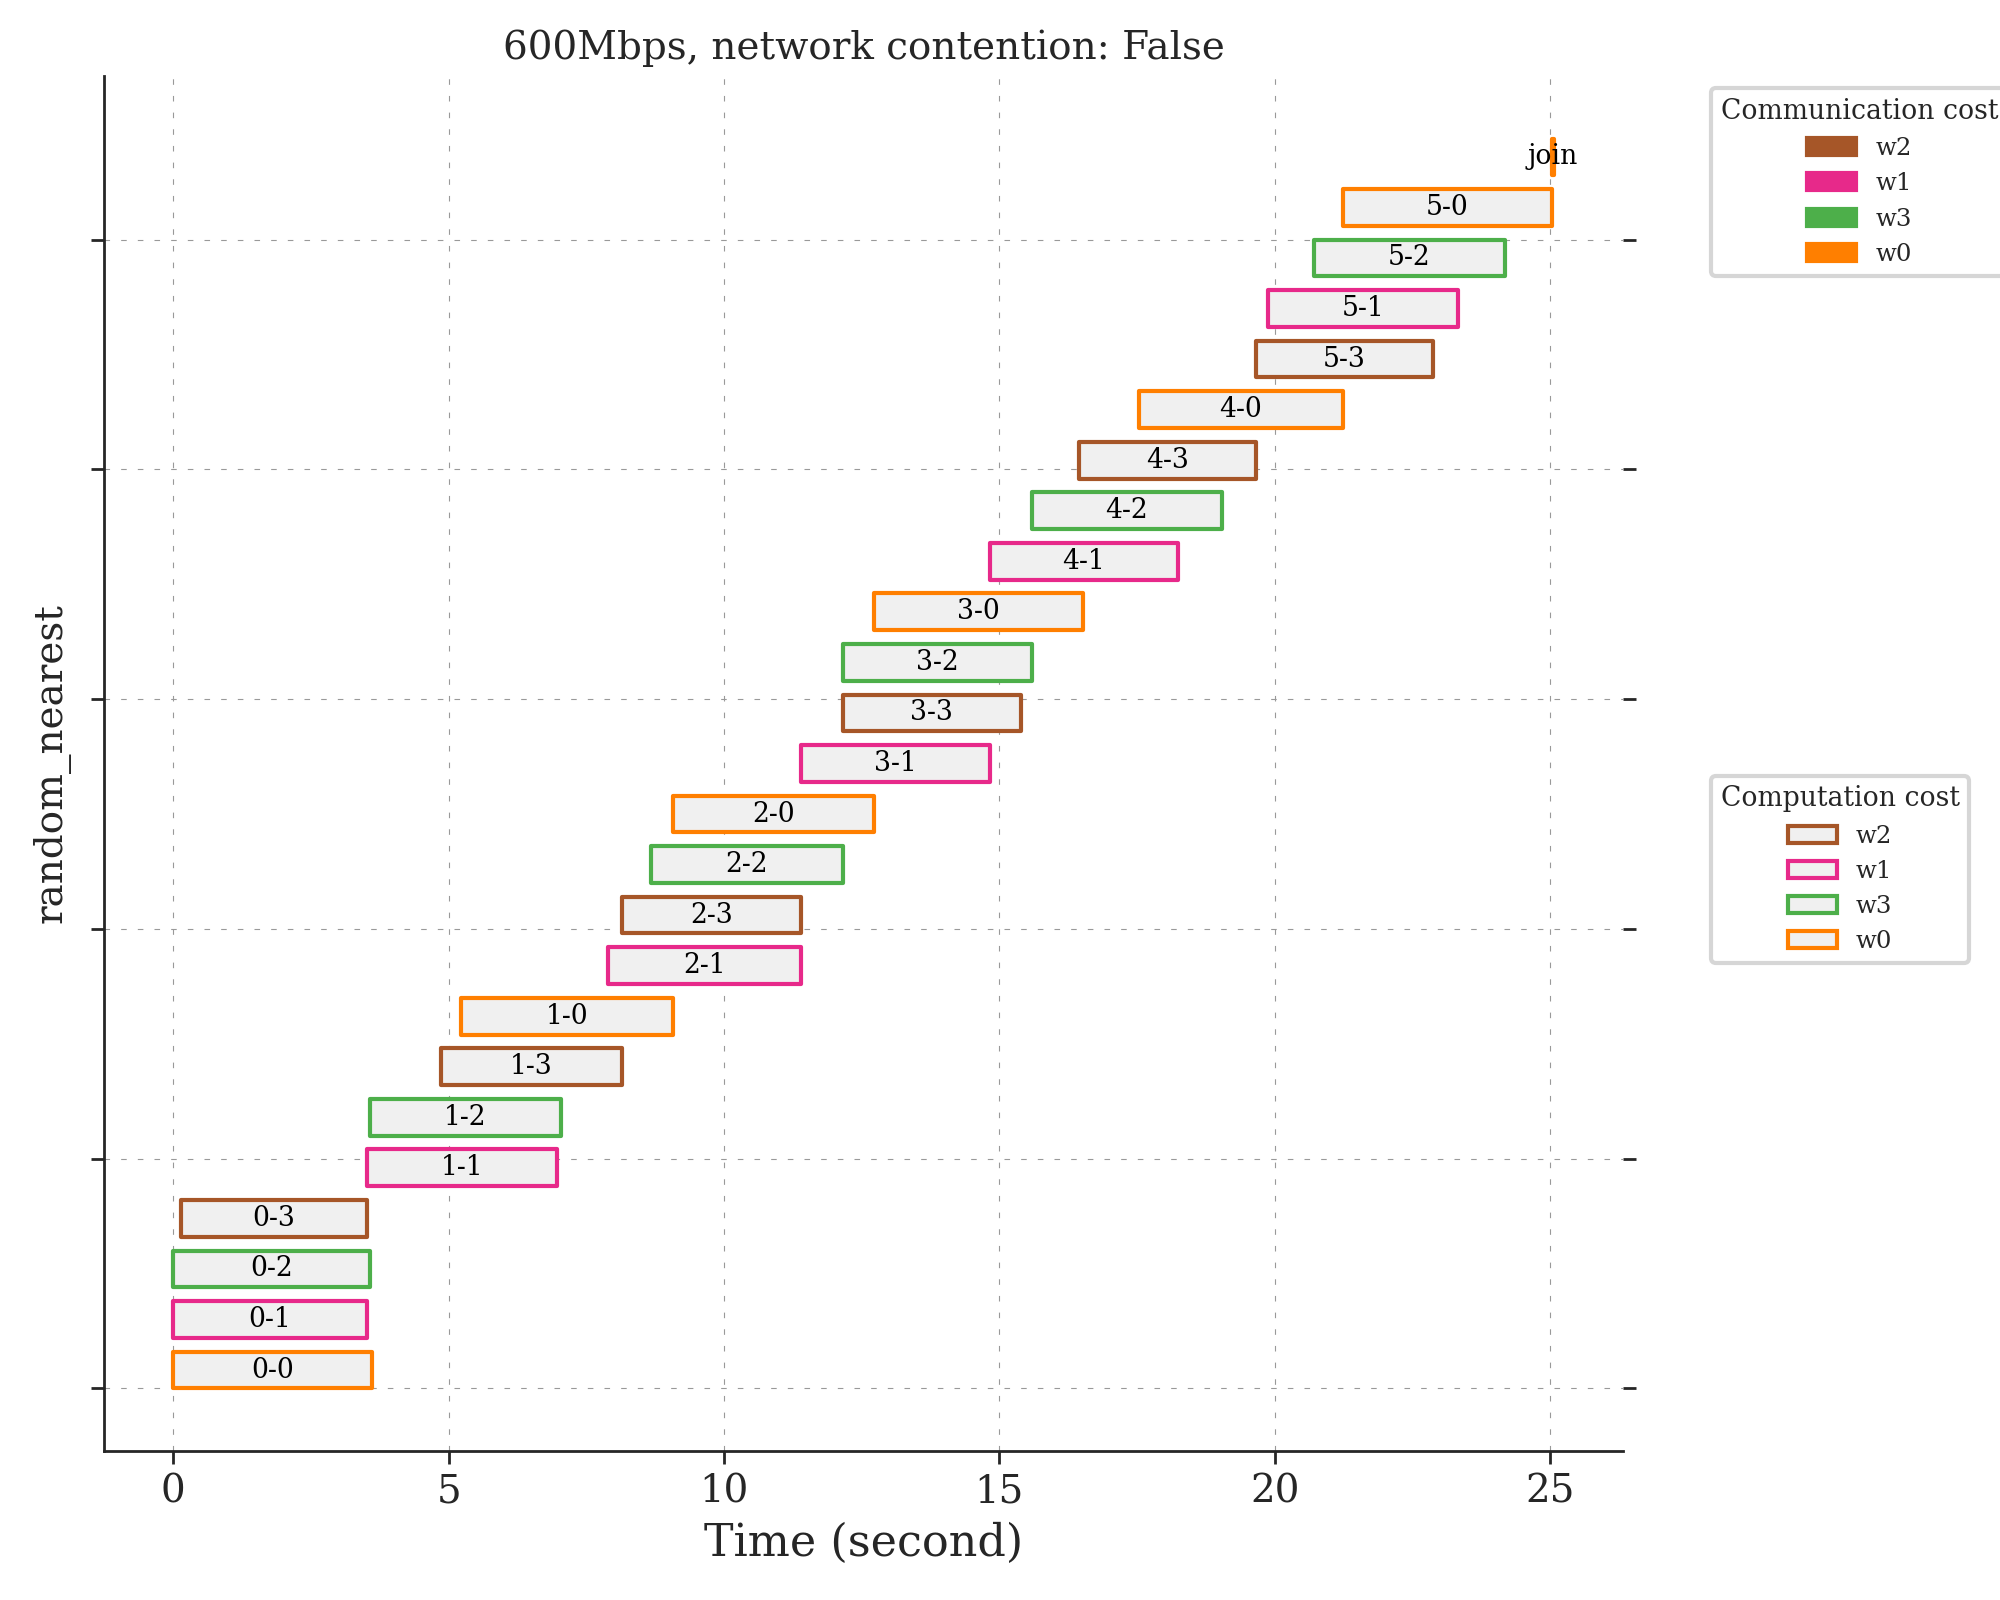 600Mbps, network contention: False
Communication cost
w2
w1
w3
w0
join
5-0
5-2
5-1
5-3
4-0
4-3
4-2
4-1
3-0
3-2
3-3
3-1
2-0
2-2
2-3
2-1
1-0
1-3
1-2
1-1
0-3
0-2
0-1
0-0
random_nearest
Computation cost
w2
w1
w3
w0
0 5 10 15 20 25
Time (second)